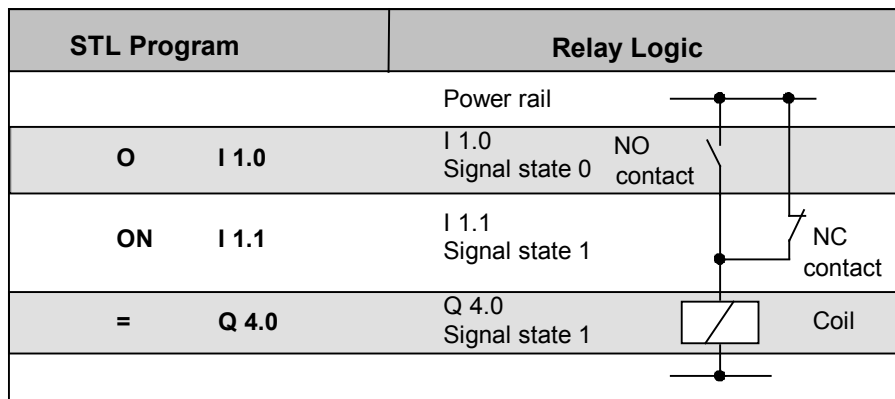 STL Program Relay Logic
Power rail
O I 1.0 I 1.0 NO
Signal state 0 contact
ON I 1.1 I 1.1
Signal state 1 NC
contact
= Q 4.0 Q 4.0 Coil
Signal state 1